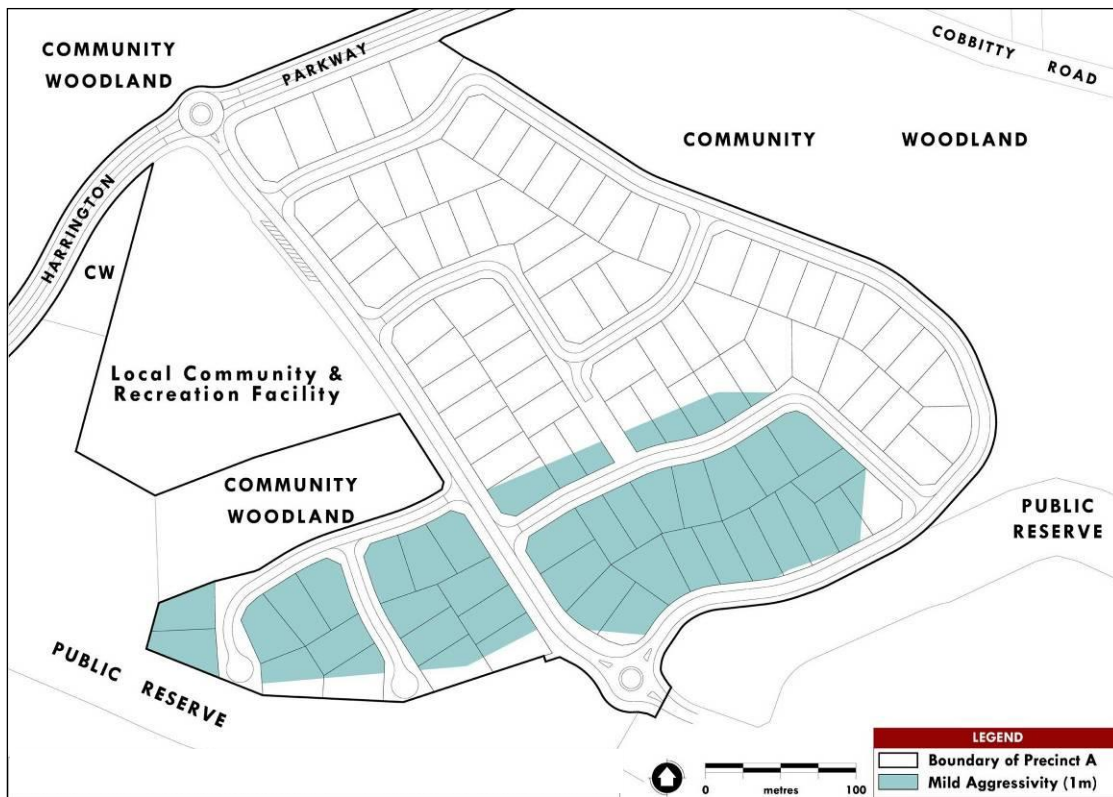 COMMUNITY
WOODLAND
PARKWAY
COBBITTY ROAD
COMMUNITY WOODLAND
HARRINGTON
CW
Local Community &
Recreation Facility
COMMUNITY
WOODLAND
PUBLIC
RESERVE
PUBLIC RESERVE
LEGEND
Boundary of Precinct A
Mild Aggressivity (1m)
0 metres 100